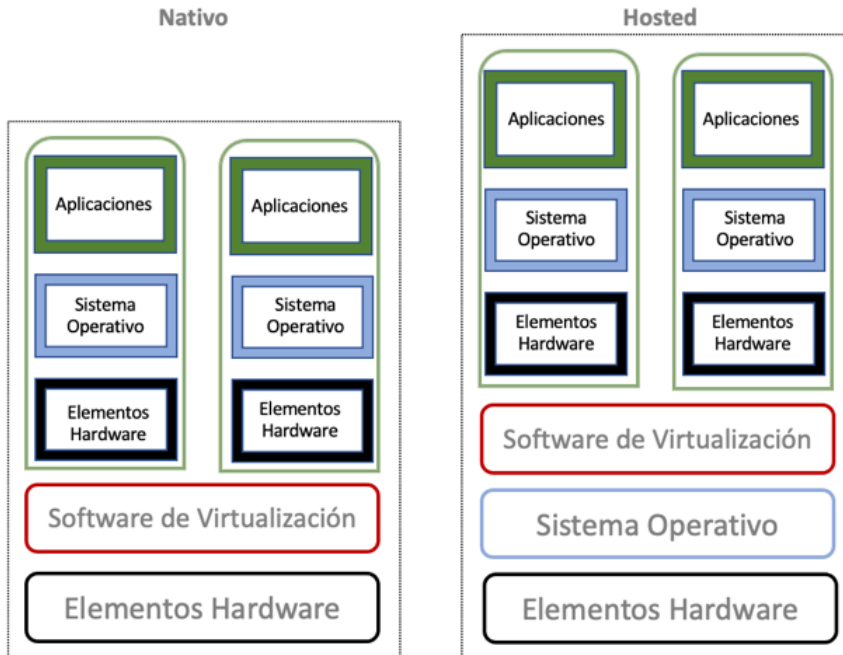 Nativo
Aplicaciones
Aplicaciones
Sistema
Operativo
Sistema
Operativo
Elementos
Hardware
Elementos
Hardware
Software de Virtualización
Elementos Hardware
Hosted
Aplicaciones
Aplicaciones
Sistema
Operativo
Sistema
Operativo
Elementos
Hardware
Elementos
Hardware
Software de Virtualización
Sistema Operativo
Elementos Hardware